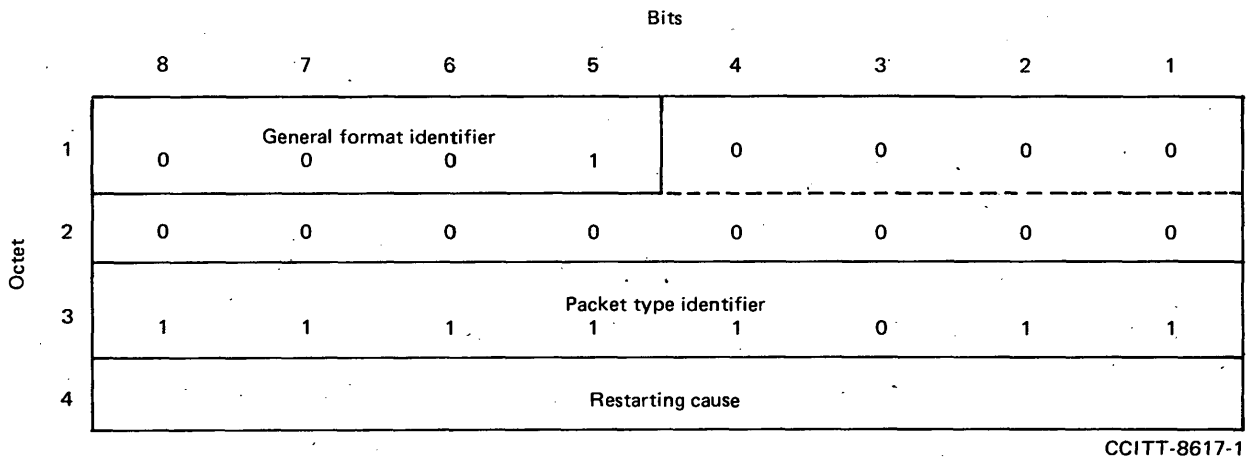 Bits
8 7 6 5 4 3 2 1
General format identifier
1 0 0 0 1 0 0 0 0
2 0 0 0 0 0 0 0 0
Octet
Packet type identifier
3 1 1 1 1 1 0 1 1
4 Restarting cause
CCITT-8617-1